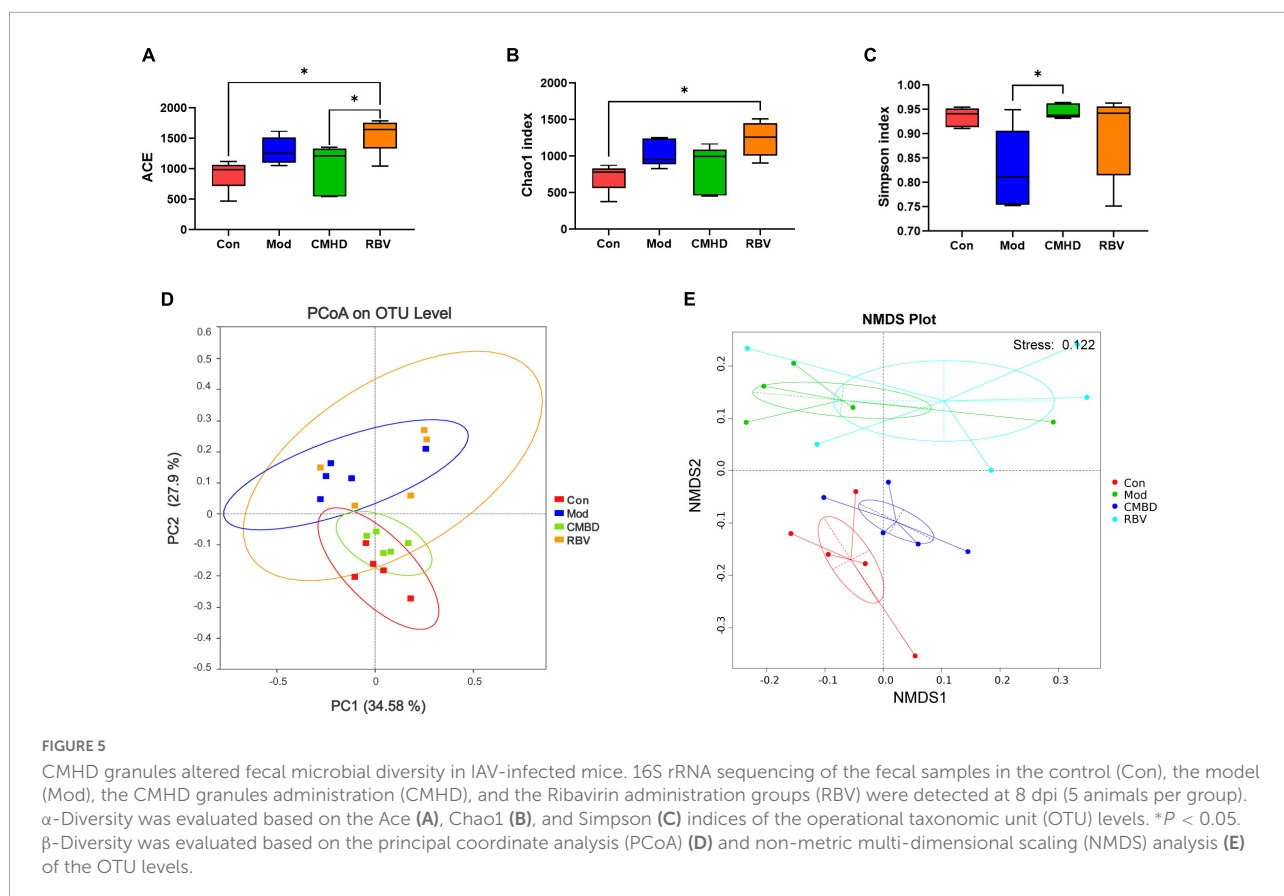 A
*
*
ACE
2000
1500
1000
500
0
Con Mod CMHD RBV
B
*
Chao1 index
2000
1500
1000
500
0
Con Mod CMHD RBV
C
*
Simpson index
1.00
0.95
0.90
0.85
0.80
0.75
0.70
Con Mod CMHD RBV
D
PCoA on OTU Level
PC2 (27.9 %)
0.6
0.5
0.4
0.3
0.2
0.1
0
-0.1
-0.2
-0.3
-0.4
-0.5
-0.5 0 0.5
PC1 (34.58 %)
Con
Mod
CMBD
RBV
E
NMDS Plot
Stress: 0.122
NMDS2
0.2
0.1
0.0
-0.1
-0.2
-0.3
-0.2 -0.1 0.0 0.1 0.2 0.3
NMDS1
Con
Mod
CMBD
RBV
FIGURE 5
CMHD granules altered fecal microbial diversity in IAV-infected mice. 16S rRNA sequencing of the fecal samples in the control (Con), the model
(Mod), the CMHD granules administration (CMHD), and the Ribavirin administration groups (RBV) were detected at 8 dpi (5 animals per group).
α-Diversity was evaluated based on the Ace (A), Chao1 (B), and Simpson (C) indices of the operational taxonomic unit (OTU) levels. *P < 0.05.
β-Diversity was evaluated based on the principal coordinate analysis (PCoA) (D) and non-metric multi-dimensional scaling (NMDS) analysis (E)
of the OTU levels.